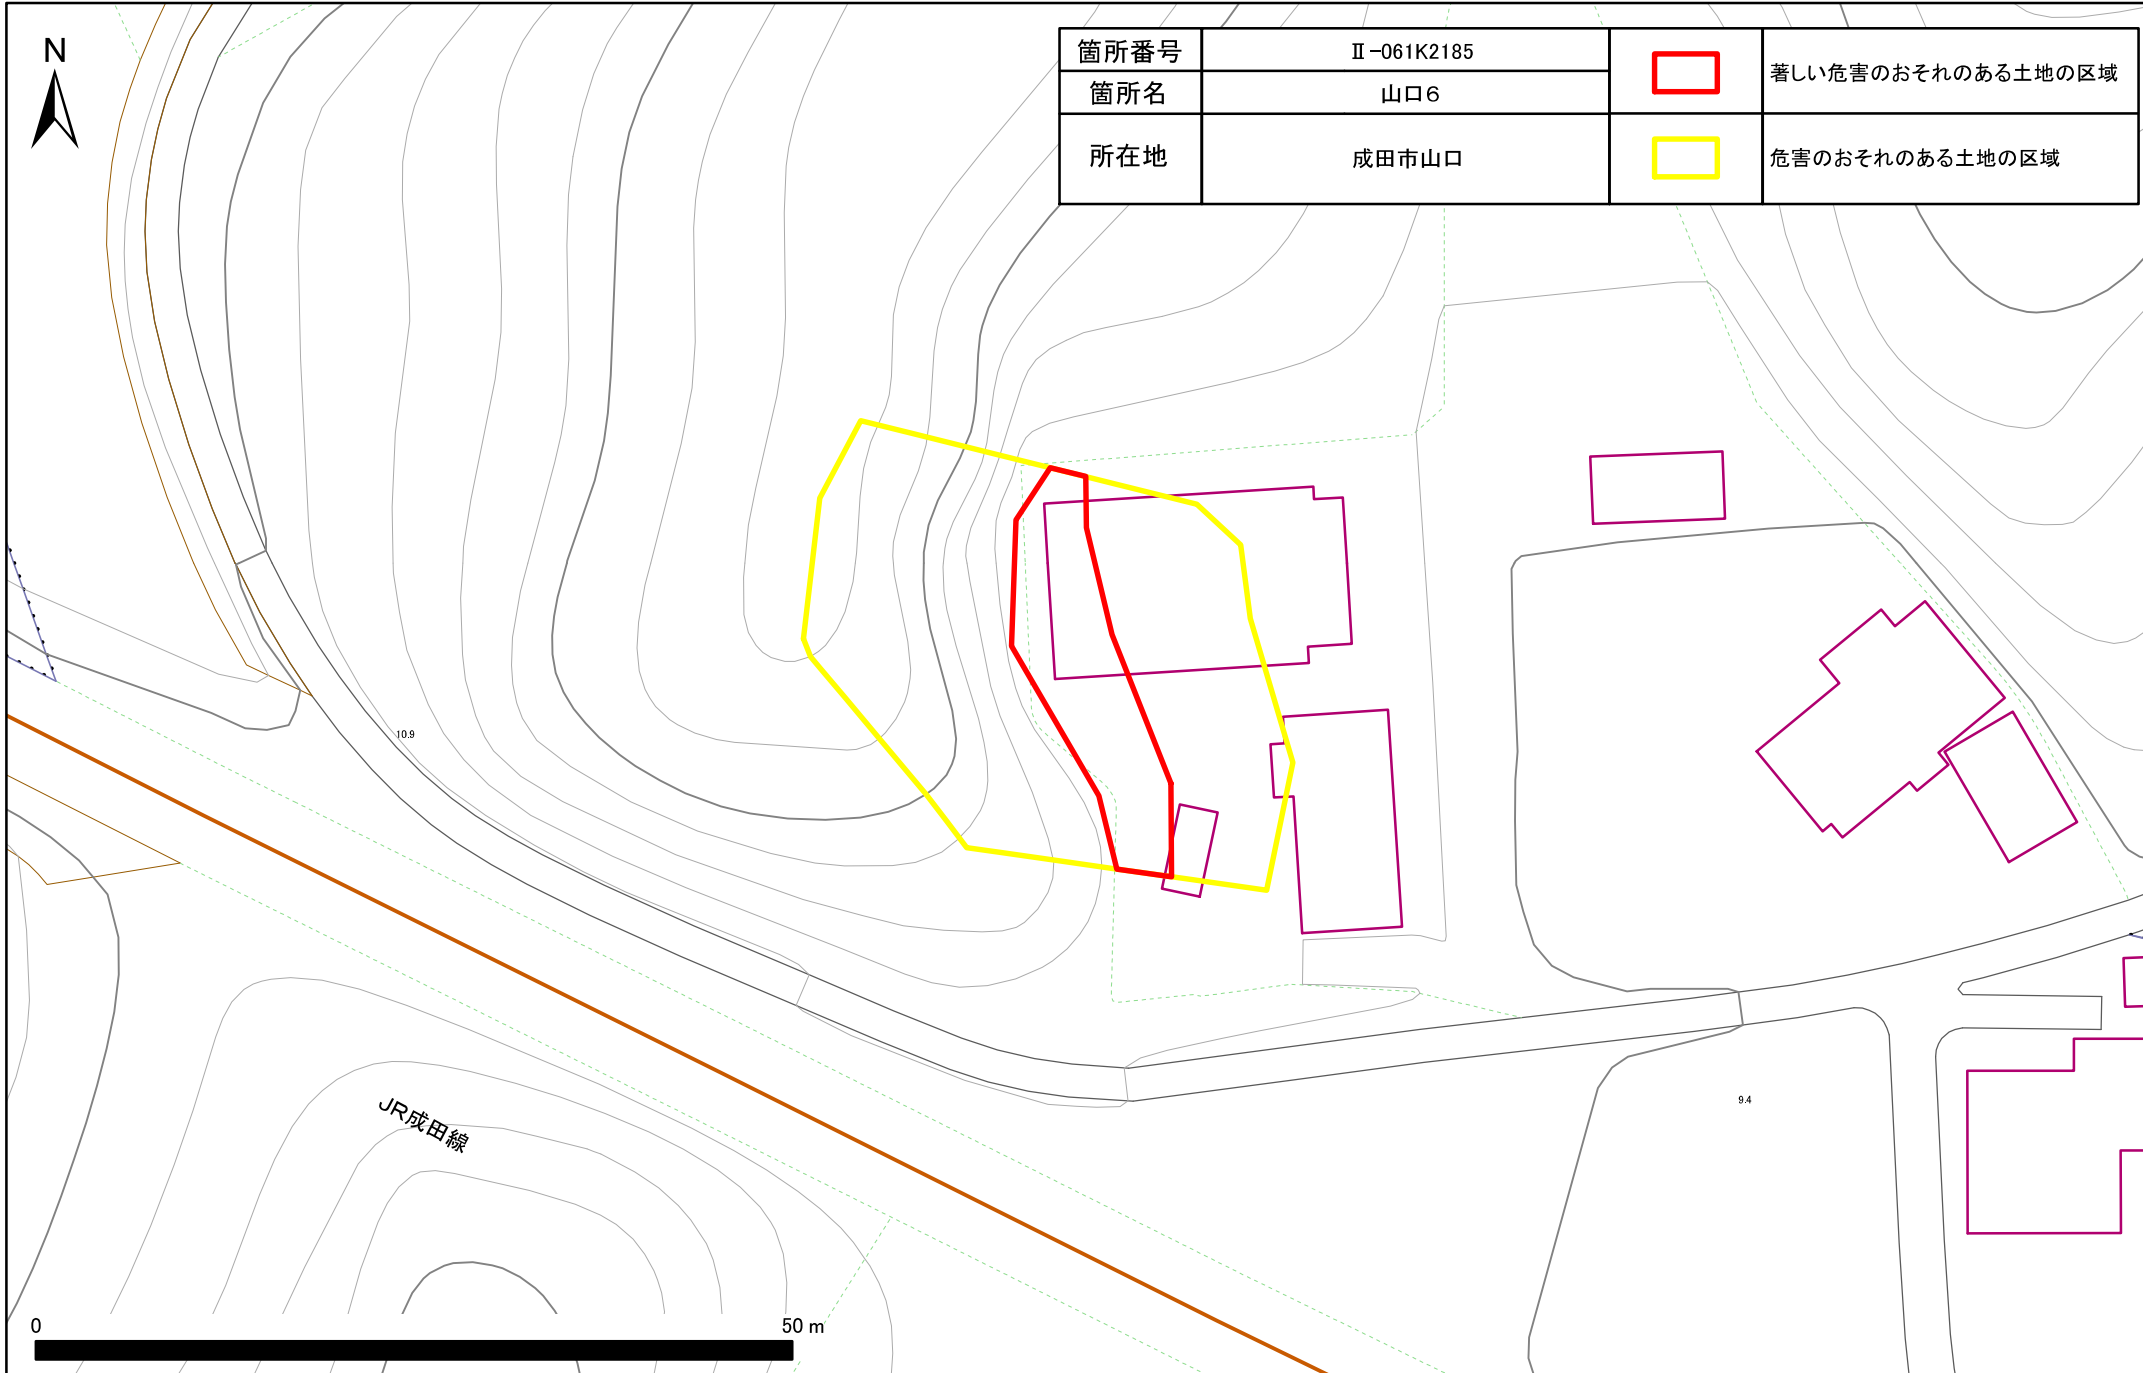 N
箇所番号
Ⅱ-061K2185
著しい危害のおそれのある土地の区域
箇所名
山口6
所在地
成田市山口
危害のおそれのある土地の区域
10.9
9.4
JR成田線
0
50 m